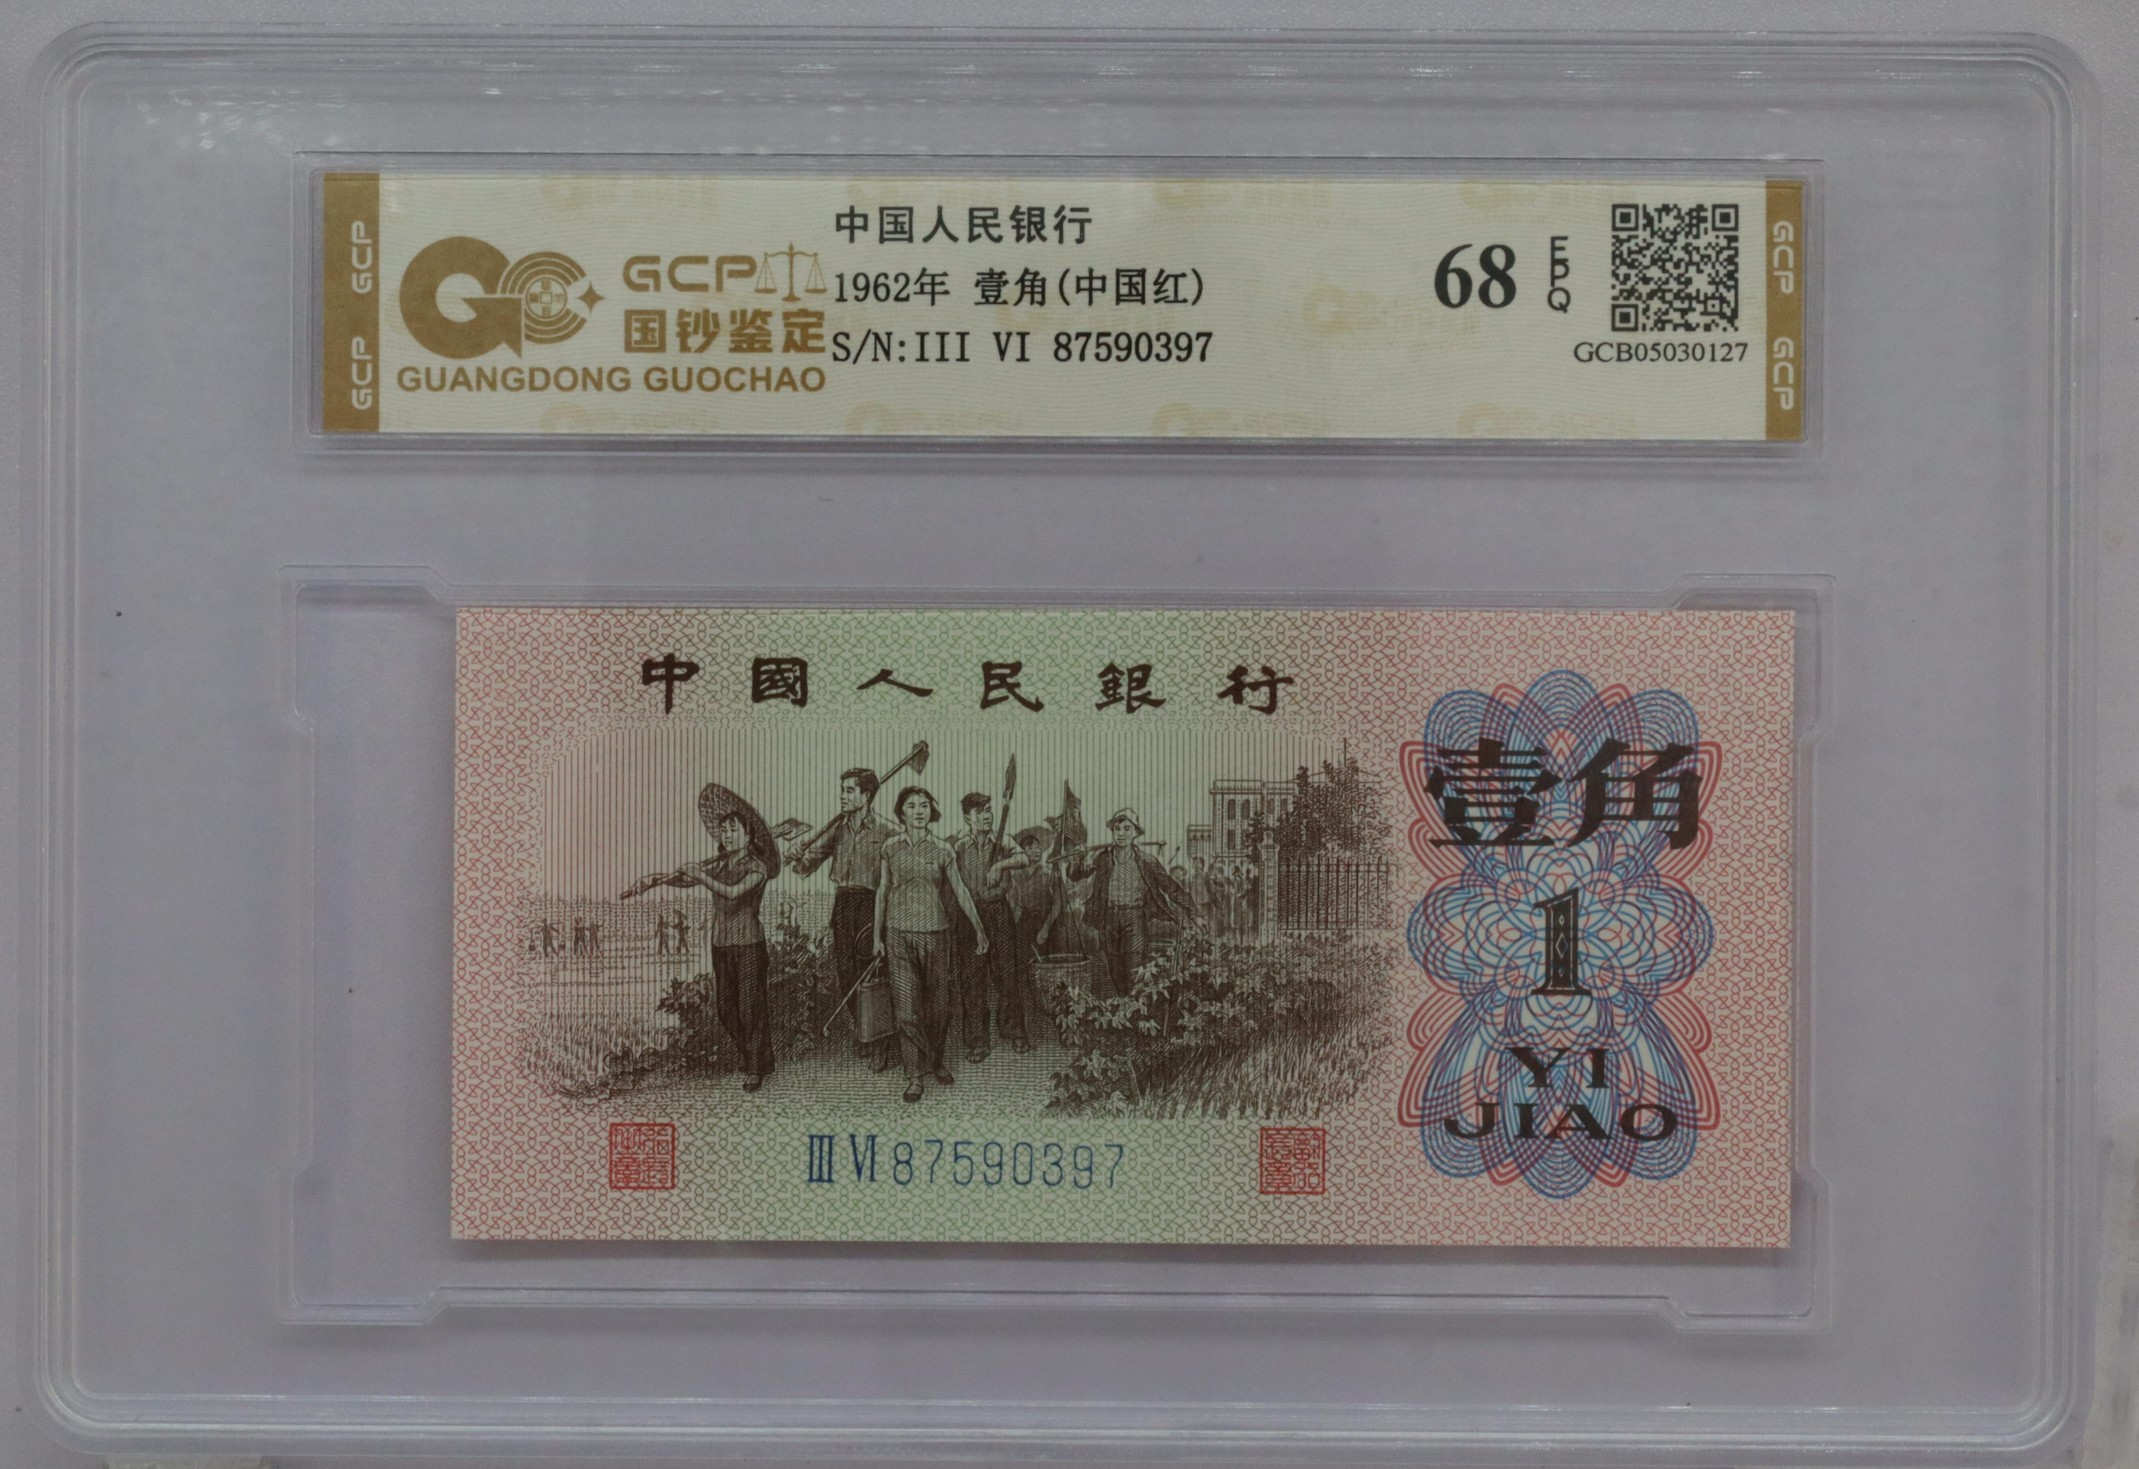 GCP GCP
GCP
国钞鉴定
GUANGDONG GUOCHAO
中国人民银行
1962年 壹角(中国红)
S/N:III VI 87590397
68 EPQ
GCB05030127
GCP GCP
中國人民銀行
壹角
1
YI
JIAO
III VI 87590397